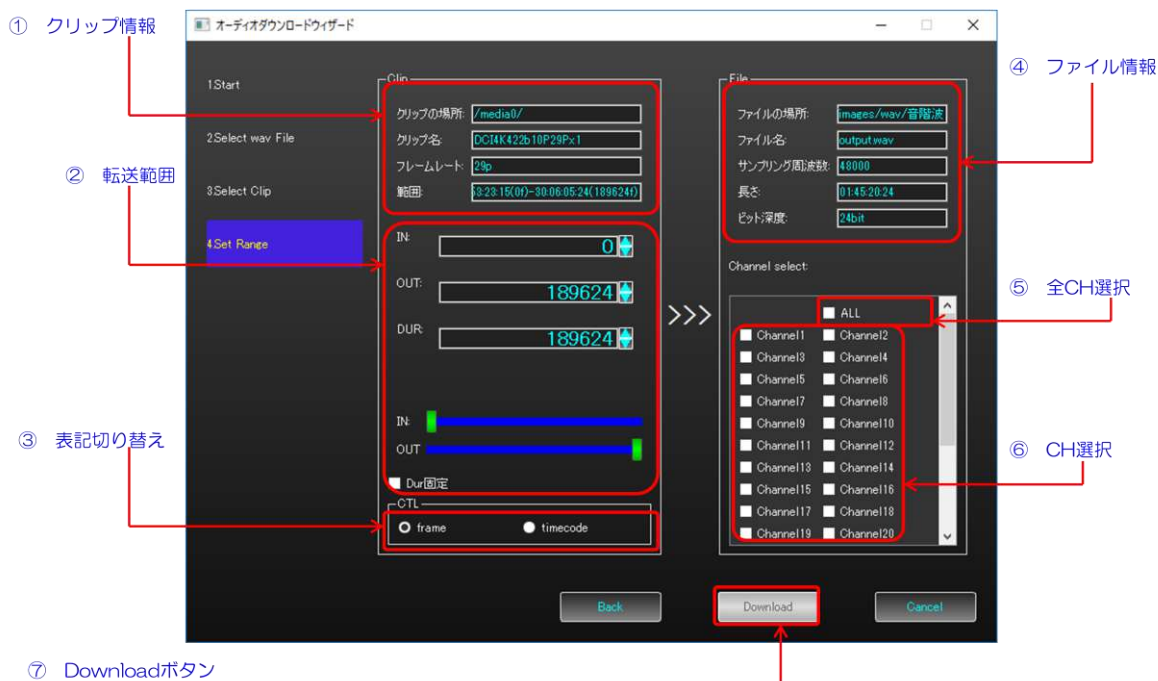 ① クリップ情報
オーディオダウンロードウィザード
④ ファイル情報
1.Start
2.Select wav File
3.Select Clip
4.Set Range
Clip
クリップの場所: /media0/
クリップ名: DCI4K422b10P29Px1
フレームレート: 29p
範囲: 53:23:15(0f)-30:06:05:24(189624f)
② 転送範囲
IN: 0
OUT: 189624
DUR: 189624
>>>
IN:
OUT
③ 表記切り替え
Dur固定
CTL
frame
timecode
File
ファイルの場所: images/wav/音階波
ファイル名: output.wav
サンプリング周波数: 48000
長さ: 01:45:20:24
ビット深度: 24bit
Channel select:
⑤ 全CH選択
ALL
Channel1 Channel2
Channel3 Channel4
Channel5 Channel6
Channel7 Channel8
Channel9 Channel10
Channel11 Channel12
⑥ CH選択
Channel13 Channel14
Channel15 Channel16
Channel17 Channel18
Channel19 Channel20
Back
Download
Cancel
⑦ Downloadボタン